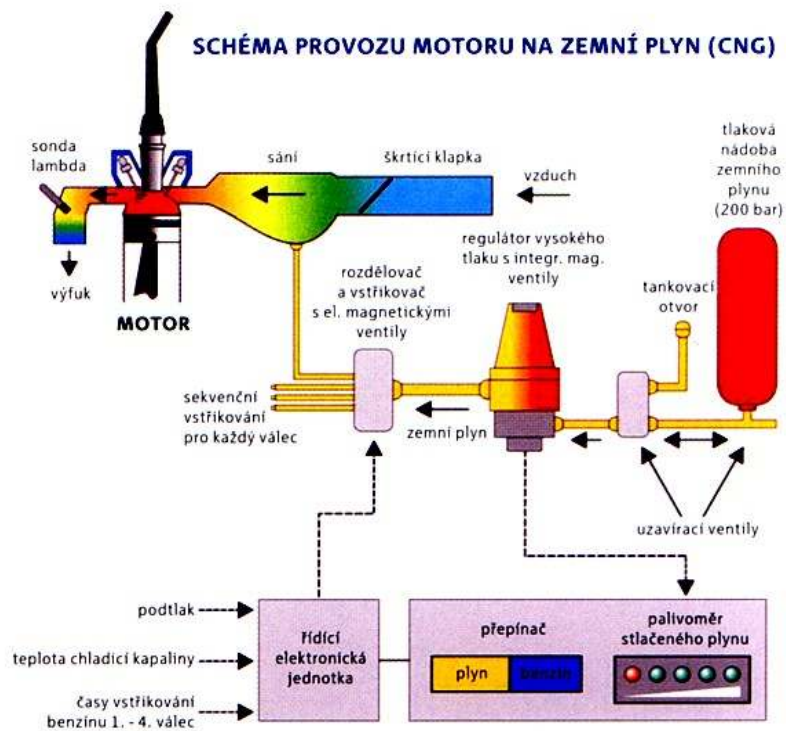 SCHÉMA PROVOZU MOTORU NA ZEMNÍ PLYN (CNG)
sonda
lambda
sání
škrtící klapka
vzduch
tlaková
nádoba
zemního
plynu
(200 bar)
výfuk
MOTOR
rozdělovač
a vstřikovač
s el. magnetickými
ventily
regulátor vysokého
tlaku s integr. mag.
ventily
tankovací
otvor
sekvenční
vstřikování
pro každý válec
zemní plyn
uzavírací ventily
podtlak
teplota chladicí kapaliny
časy vstřikování
benzínu 1. - 4. válec
řídící
elektronická
jednotka
přepínač
plyn
benzin
palivoměr
stlačeného plynu